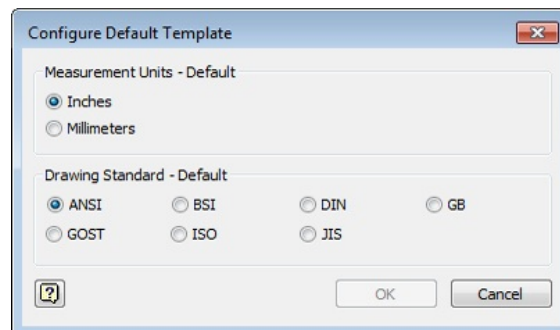 Configure Default Template
Measurement Units - Default
Inches
Millimeters
Drawing Standard - Default
ANSI BSI DIN GB
GOST ISO JIS
? OK Cancel